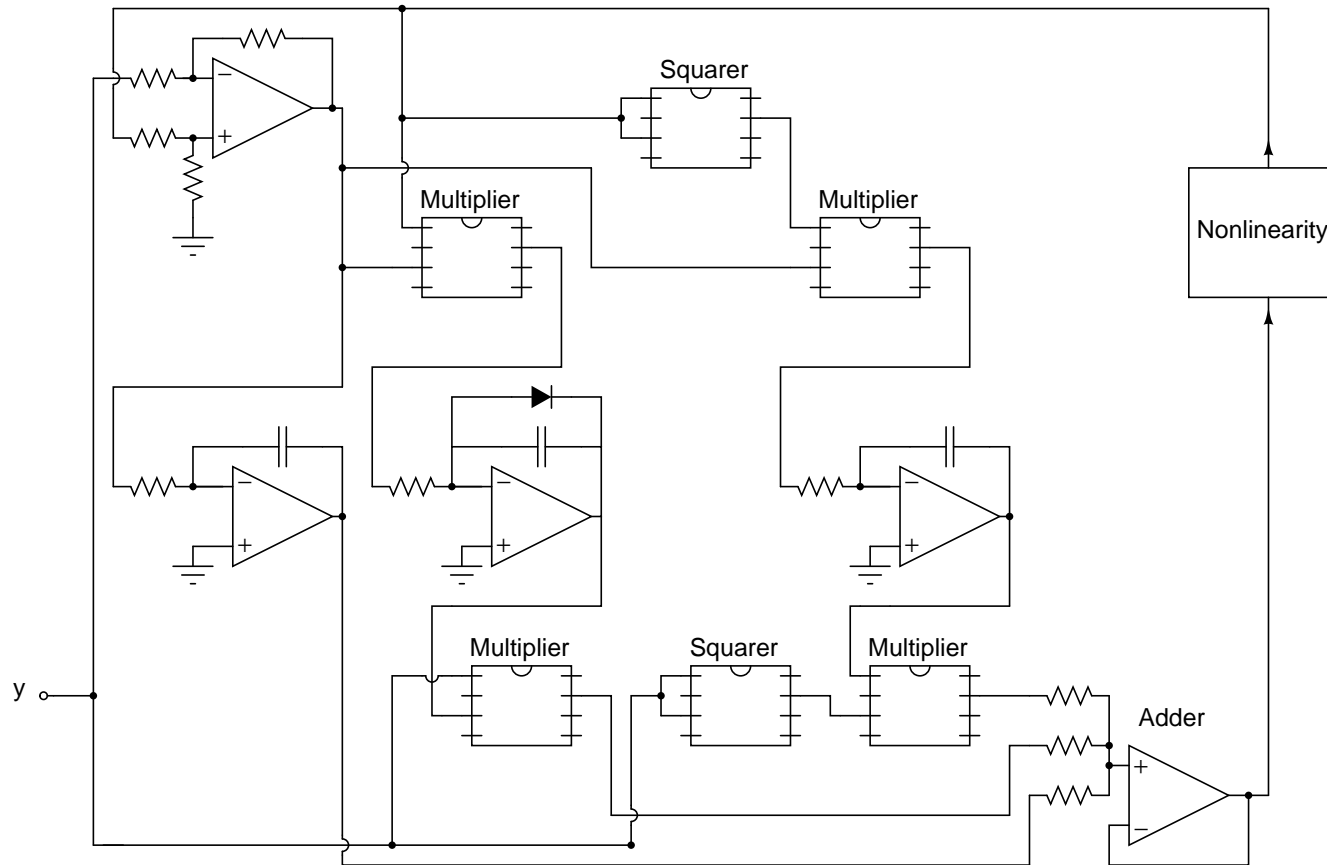 Squarer
Multiplier
Multiplier
Nonlinearity
Multiplier
Squarer
Multiplier
y
Adder